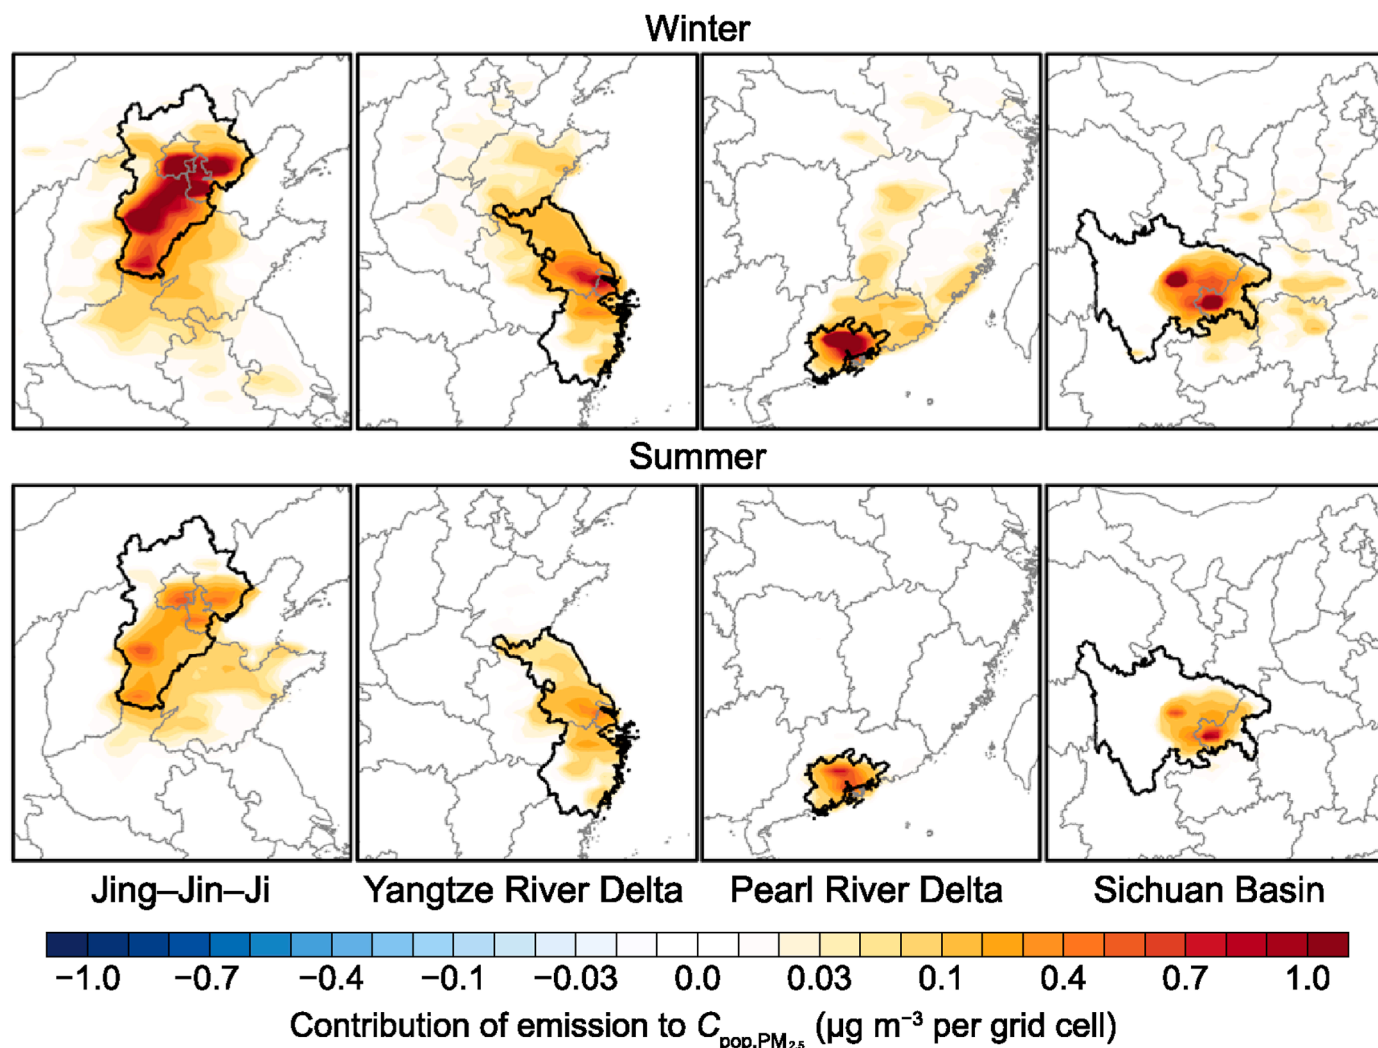 Winter
Summer
Jing–Jin–Ji Yangtze River Delta Pearl River Delta Sichuan Basin
−1.0 −0.7 −0.4 −0.1 −0.03 0.0 0.03 0.1 0.4 0.7 1.0
Contribution of emission to C_pop,PM2.5 (μg m⁻³ per grid cell)